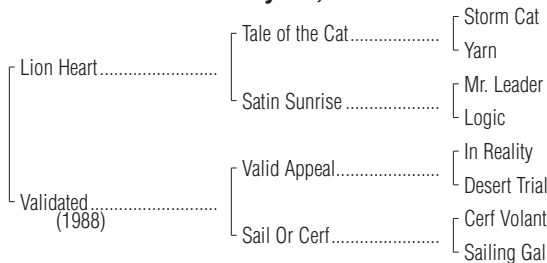 Storm Cat
Tale of the Cat...................
Yarn
Lion Heart.........................
Mr. Leader
Satin Sunrise ....................
Logic
In Reality
Valid Appeal......................
Desert Trial
Validated...........................
(1988)
Cerf Volant
Sail Or Cerf.......................
Sailing Gal